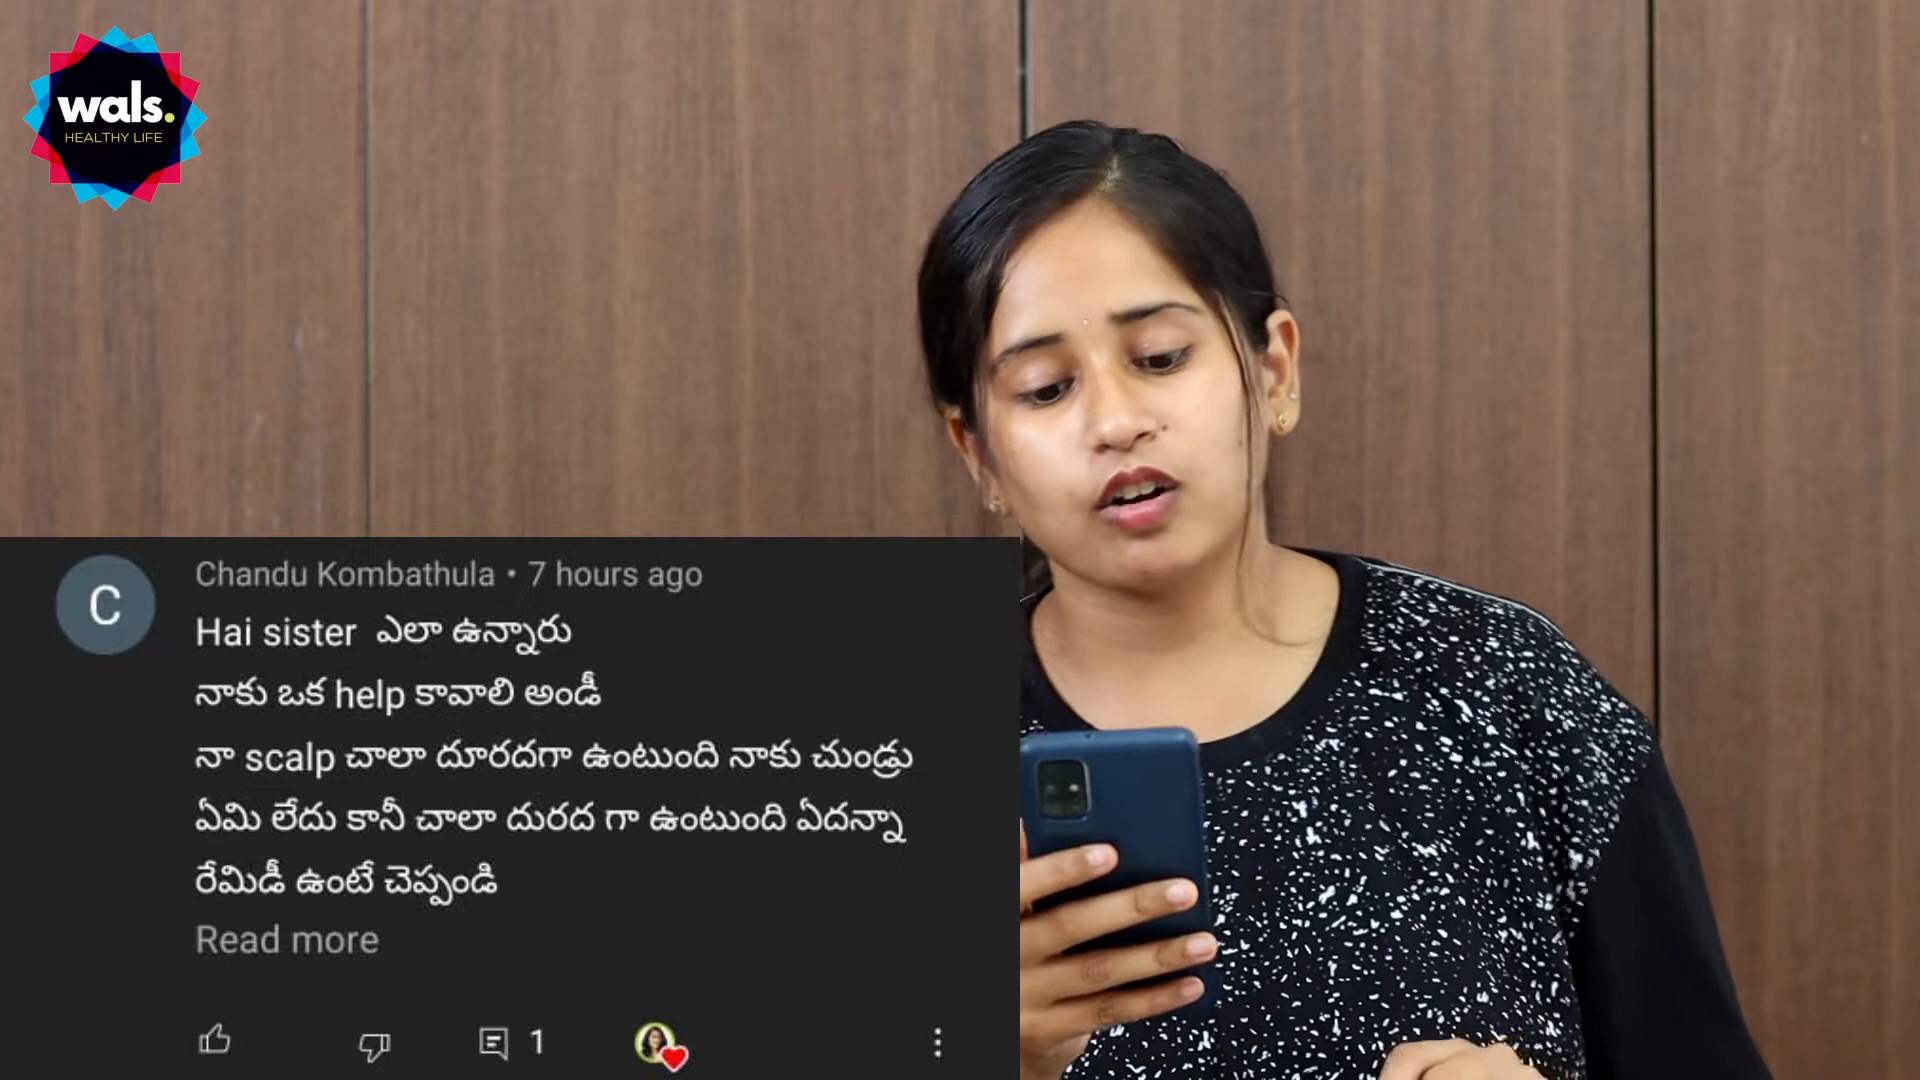 wals.
HEALTHY LIFE
Chandu Kombathula • 7 hours ago
C
Hai sister ఎలా ఉన్నారు
నాకు ఒక help కావాలి అండీ
నా scalp చాలా దూరదగా ఉంటుంది నాకు చుండ్రు
ఏమి లేదు కానీ చాలా దురద గా ఉంటుంది ఏదన్నా
రేమిడీ ఉంటే చెప్పండి
Read more
1